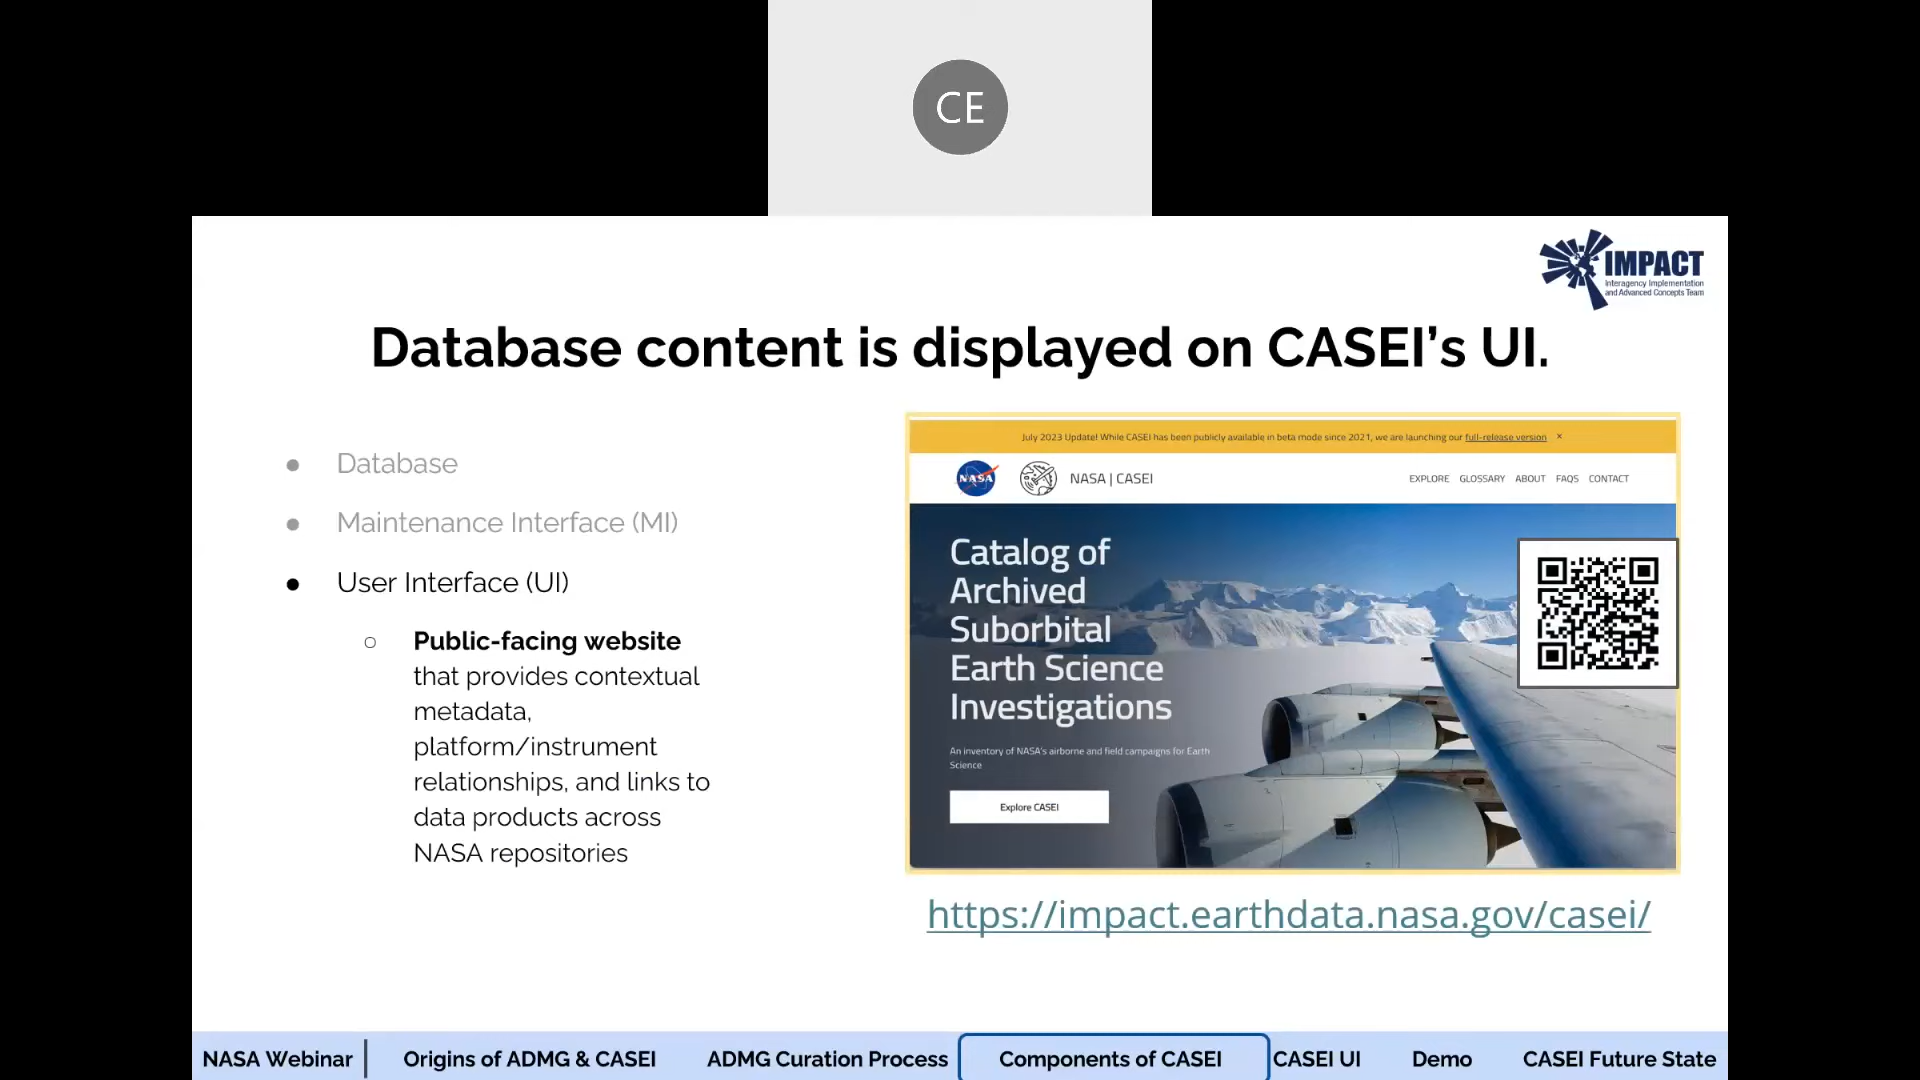 CE
IMPACT
Interagency Implementation
and Advanced Concepts Team
Database content is displayed on CASEI’s UI.
● Database
● Maintenance Interface (MI)
● User Interface (UI)
○ Public-facing website
that provides contextual
metadata,
platform/instrument
relationships, and links to
data products across
NASA repositories
July 2023 Update! While CASEI has been publicly available in beta mode since 2021, we are launching our full-release version ×
NASA
NASA | CASEI
EXPLORE GLOSSARY ABOUT FAQS CONTACT
Catalog of
Archived
Suborbital
Earth Science
Investigations
An inventory of NASA's airborne and field campaigns for Earth
Science
Explore CASEI
https://impact.earthdata.nasa.gov/casei/
NASA Webinar | Origins of ADMG & CASEI ADMG Curation Process Components of CASEI CASEI UI Demo CASEI Future State